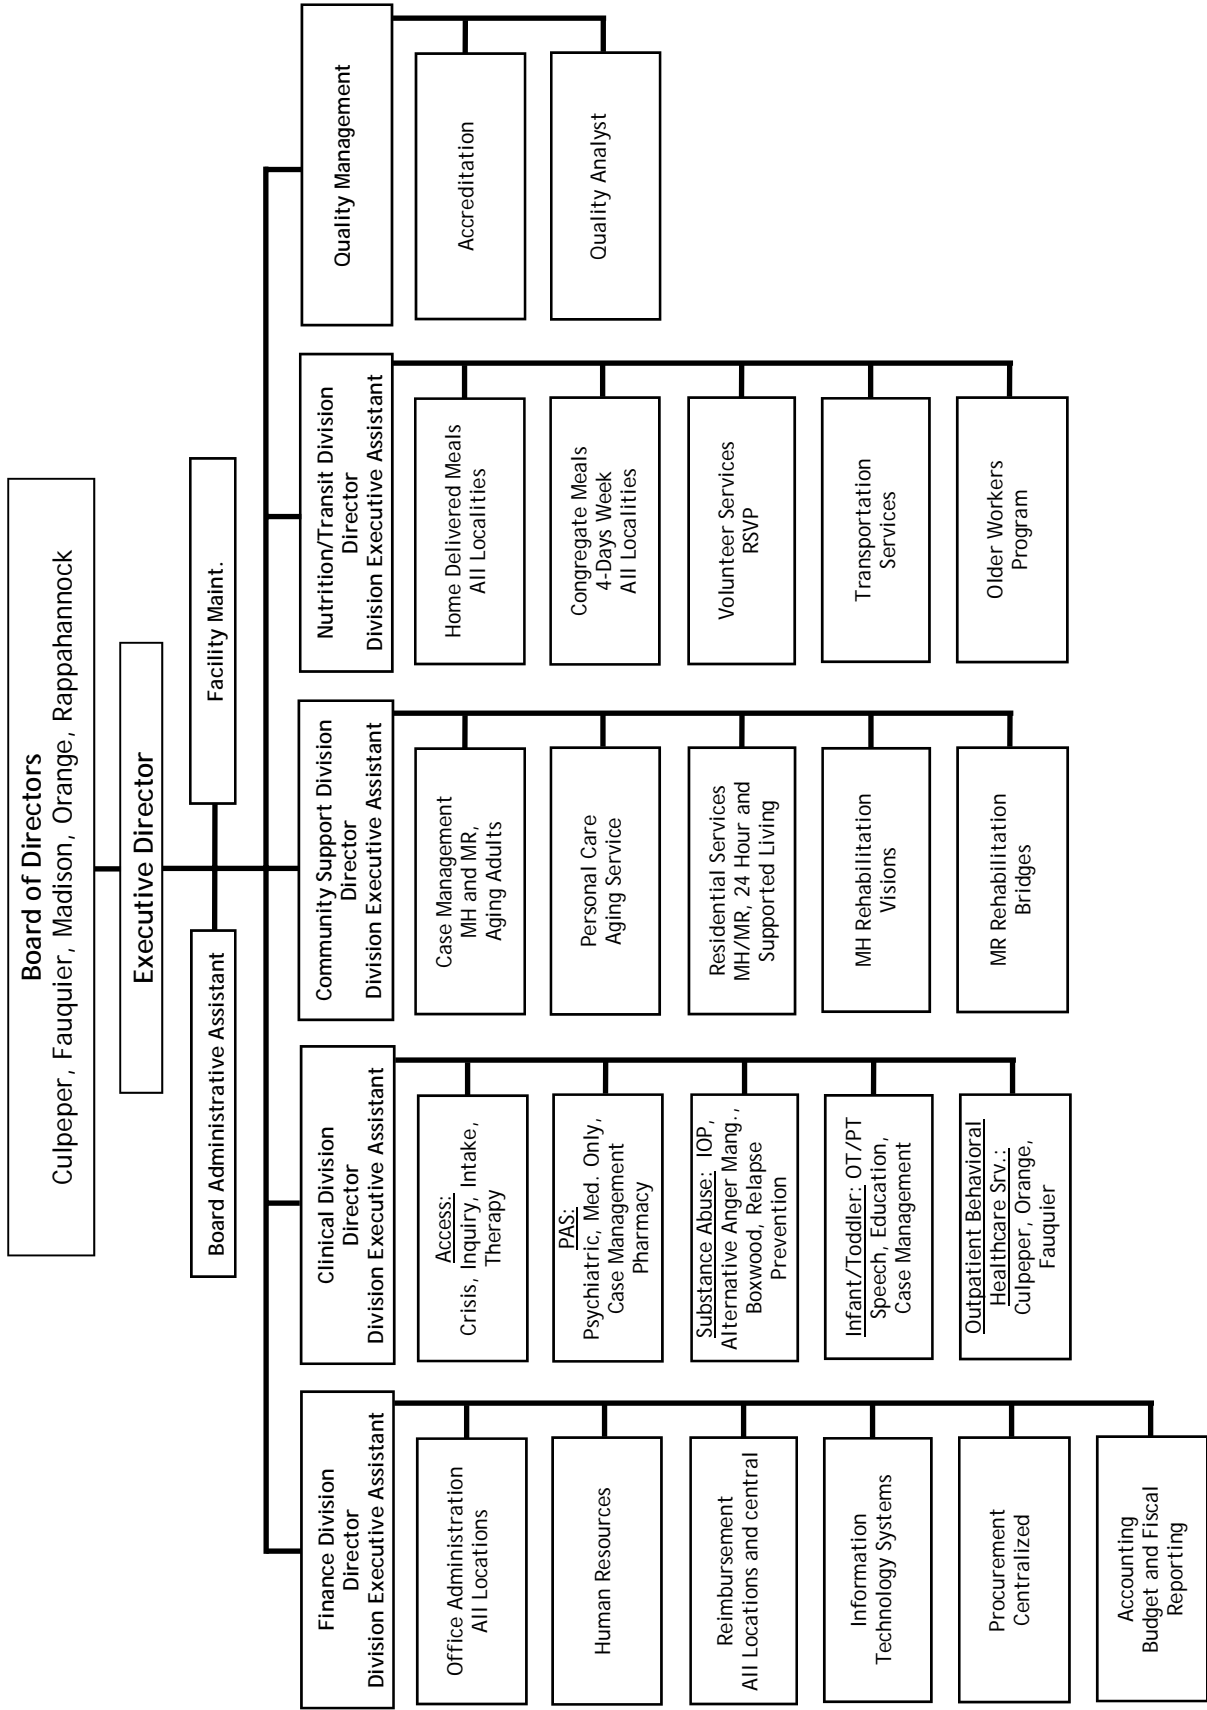 Board of Directors
Culpeper, Fauquier, Madison, Orange, Rappahannock
Executive Director
Board Administrative Assistant
Facility Maint.
Finance Division
Director
Division Executive Assistant
Office Administration
All Locations
Human Resources
Reimbursement
All Locations and central
Information
Technology Systems
Procurement
Centralized
Accounting
Budget and Fiscal
Reporting
Clinical Division
Director
Division Executive Assistant
Access:
Crisis, Inquiry, Intake,
Therapy
PAS:
Psychiatric, Med. Only,
Case Management
Pharmacy
Substance Abuse: IOP,
Alternative Anger Mang.,
Boxwood, Relapse
Prevention
Infant/Toddler: OT/PT
Speech, Education,
Case Management
Outpatient Behavioral
Healthcare Srv.:
Culpeper, Orange,
Fauquier
Community Support Division
Director
Division Executive Assistant
Case Management
MH and MR,
Aging Adults
Personal Care
Aging Service
Residential Services
MH/MR, 24 Hour and
Supported Living
MH Rehabilitation
Visions
MR Rehabilitation
Bridges
Nutrition/Transit Division
Director
Division Executive Assistant
Home Delivered Meals
All Localities
Congregate Meals
4-Days Week
All Localities
Volunteer Services
RSVP
Transportation
Services
Older Workers
Program
Quality Management
Accreditation
Quality Analyst